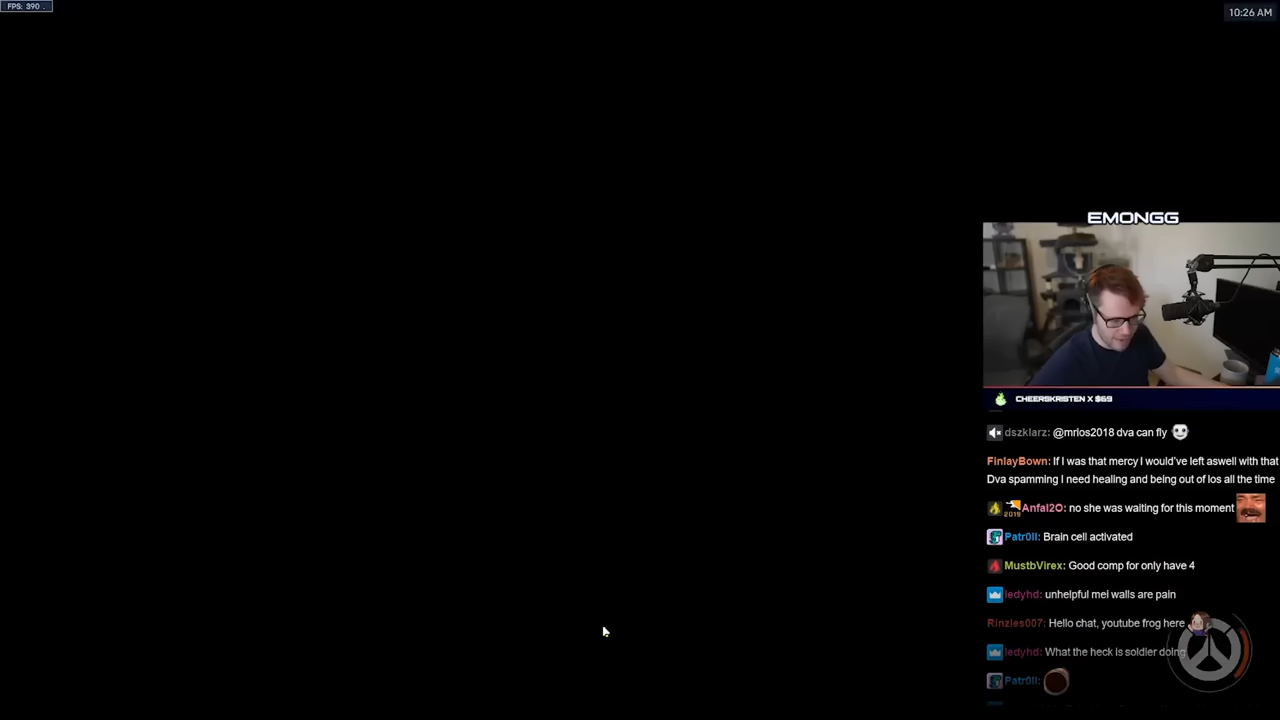 FPS: 390
10:26 AM
EMONGG
CHEERSKRISTEN X $69
dszklarz: @mrlos2018 dva can fly
FinlayBown: If I was that mercy I would've left aswell with that
Dva spamming I need healing and being out of los all the time
2019 Anfal2O: no she was waiting for this moment
Patr0ll: Brain cell activated
MustbVirex: Good comp for only have 4
ledyhd: unhelpful mei walls are pain
Rinzles007: Hello chat, youtube frog here
ledyhd: What the heck is soldier doing
Patr0ll: